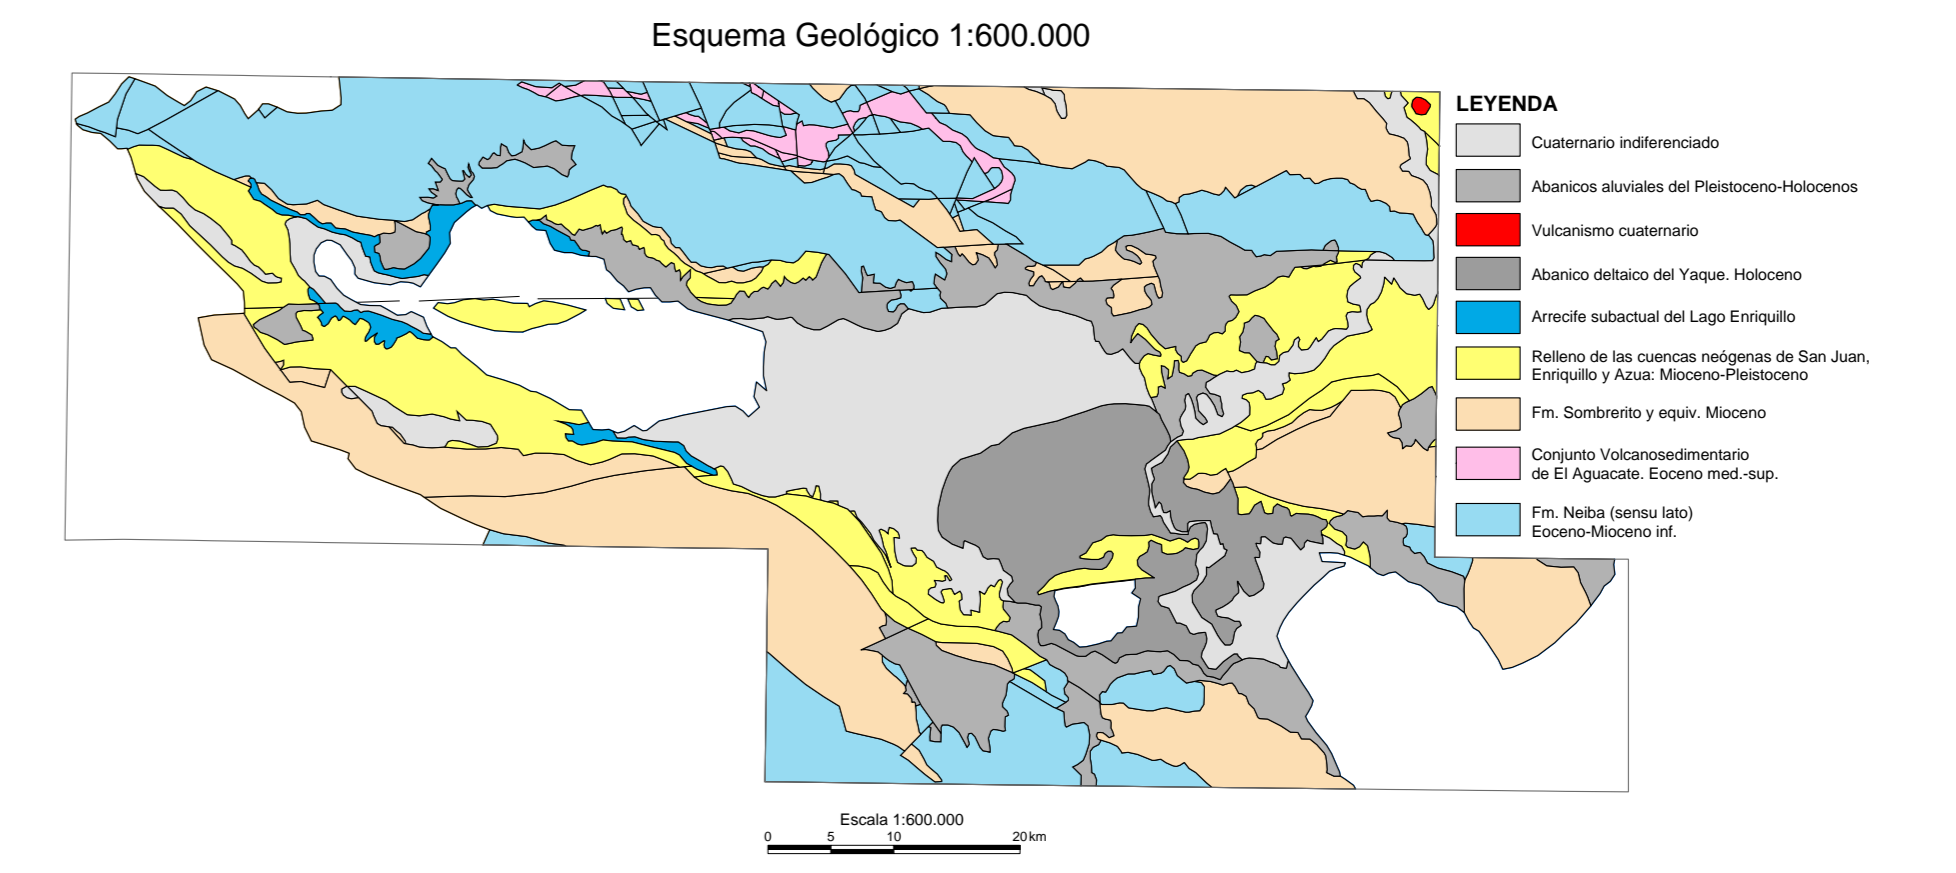 Esquema Geológico 1:600.000
LEYENDA
Cuaternario indiferenciado
Abanicos aluviales del Pleistoceno-Holocenos
Vulcanismo cuaternario
Abanico deltaico del Yaque. Holoceno
Arrecife subactual del Lago Enriquillo
Relleno de las cuencas neógenas de San Juan,
Enriquillo y Azua: Mioceno-Pleistoceno
Fm. Sombrerito y equiv. Mioceno
Conjunto Volcanosedimentario
de El Aguacate. Eoceno med.-sup.
Fm. Neiba (sensu lato)
Eoceno-Mioceno inf.
Escala 1:600.000
0 5 10 20 km